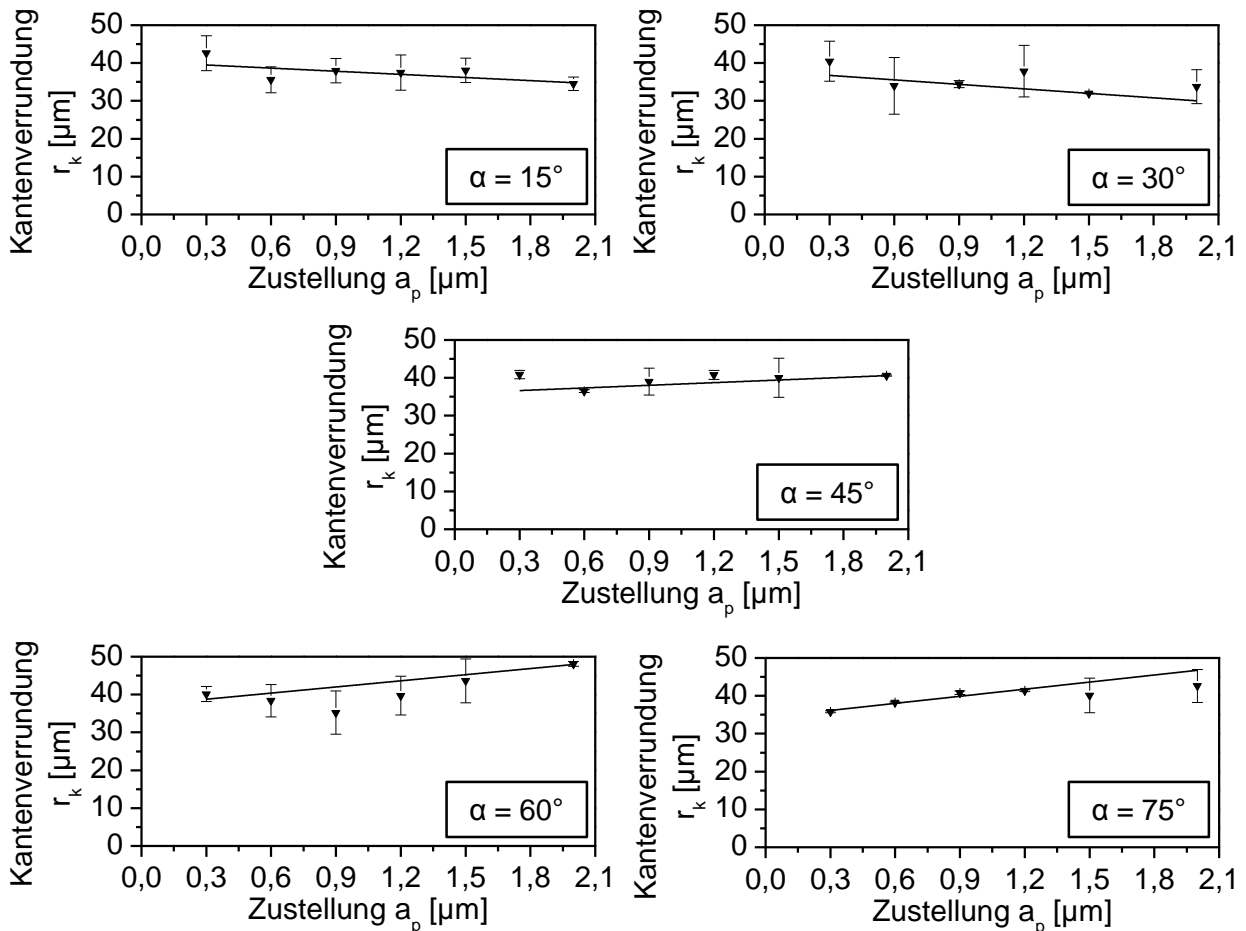 Kantenverrundung
r_k [µm]
50
40
30
20
10
0
α = 15°
0,0 0,3 0,6 0,9 1,2 1,5 1,8 2,1
Zustellung a_p [µm]
Kantenverrundung
r_k [µm]
50
40
30
20
10
0
α = 30°
0,0 0,3 0,6 0,9 1,2 1,5 1,8 2,1
Zustellung a_p [µm]
Kantenverrundung
r_k [µm]
50
40
30
20
10
0
α = 45°
0,0 0,3 0,6 0,9 1,2 1,5 1,8 2,1
Zustellung a_p [µm]
Kantenverrundung
r_k [µm]
50
40
30
20
10
0
α = 60°
0,0 0,3 0,6 0,9 1,2 1,5 1,8 2,1
Zustellung a_p [µm]
Kantenverrundung
r_k [µm]
50
40
30
20
10
0
α = 75°
0,0 0,3 0,6 0,9 1,2 1,5 1,8 2,1
Zustellung a_p [µm]